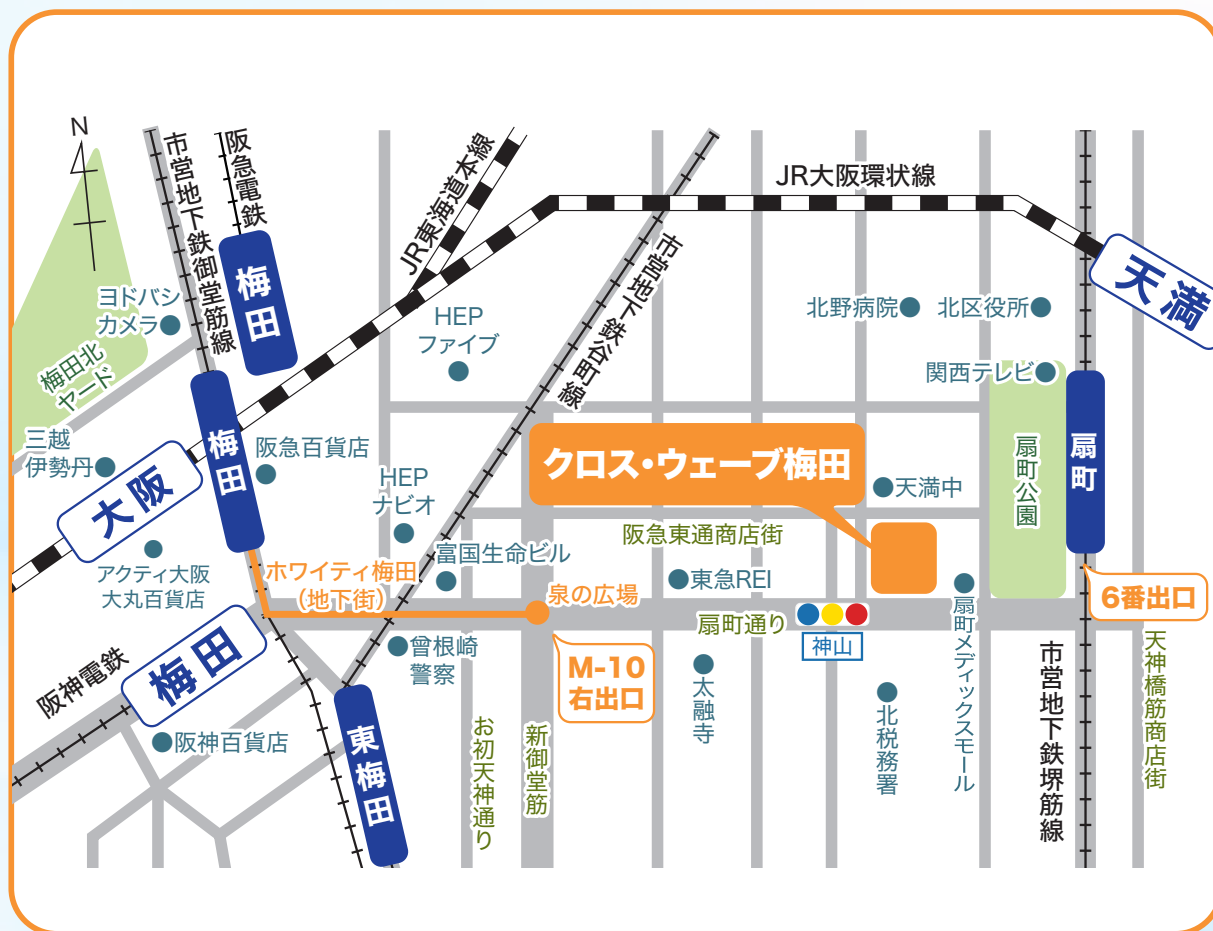 N
市営地下鉄御堂筋線
阪急電鉄
梅田
JR東海道本線
JR大阪環状線
天満
市営地下鉄谷町線
ヨドバシ
カメラ
梅田北
ヤード
HEP
ファイブ
北野病院
北区役所
関西テレビ
扇町
扇町公園
三越
伊勢丹
大阪
梅田
阪急百貨店
HEP
ナビオ
クロス・ウェーブ梅田
天満中
阪急東通商店街
富国生命ビル
アクティ大阪
大丸百貨店
ホワイティ梅田
(地下街)
泉の広場
東急REI
扇町通り
神山
扇町メディックスモール
6番出口
阪神電鉄
梅田
曾根崎
警察
M-10
右出口
太融寺
北税務署
市営地下鉄堺筋線
天神橋筋商店街
阪神百貨店
東梅田
お初天神通り
新御堂筋